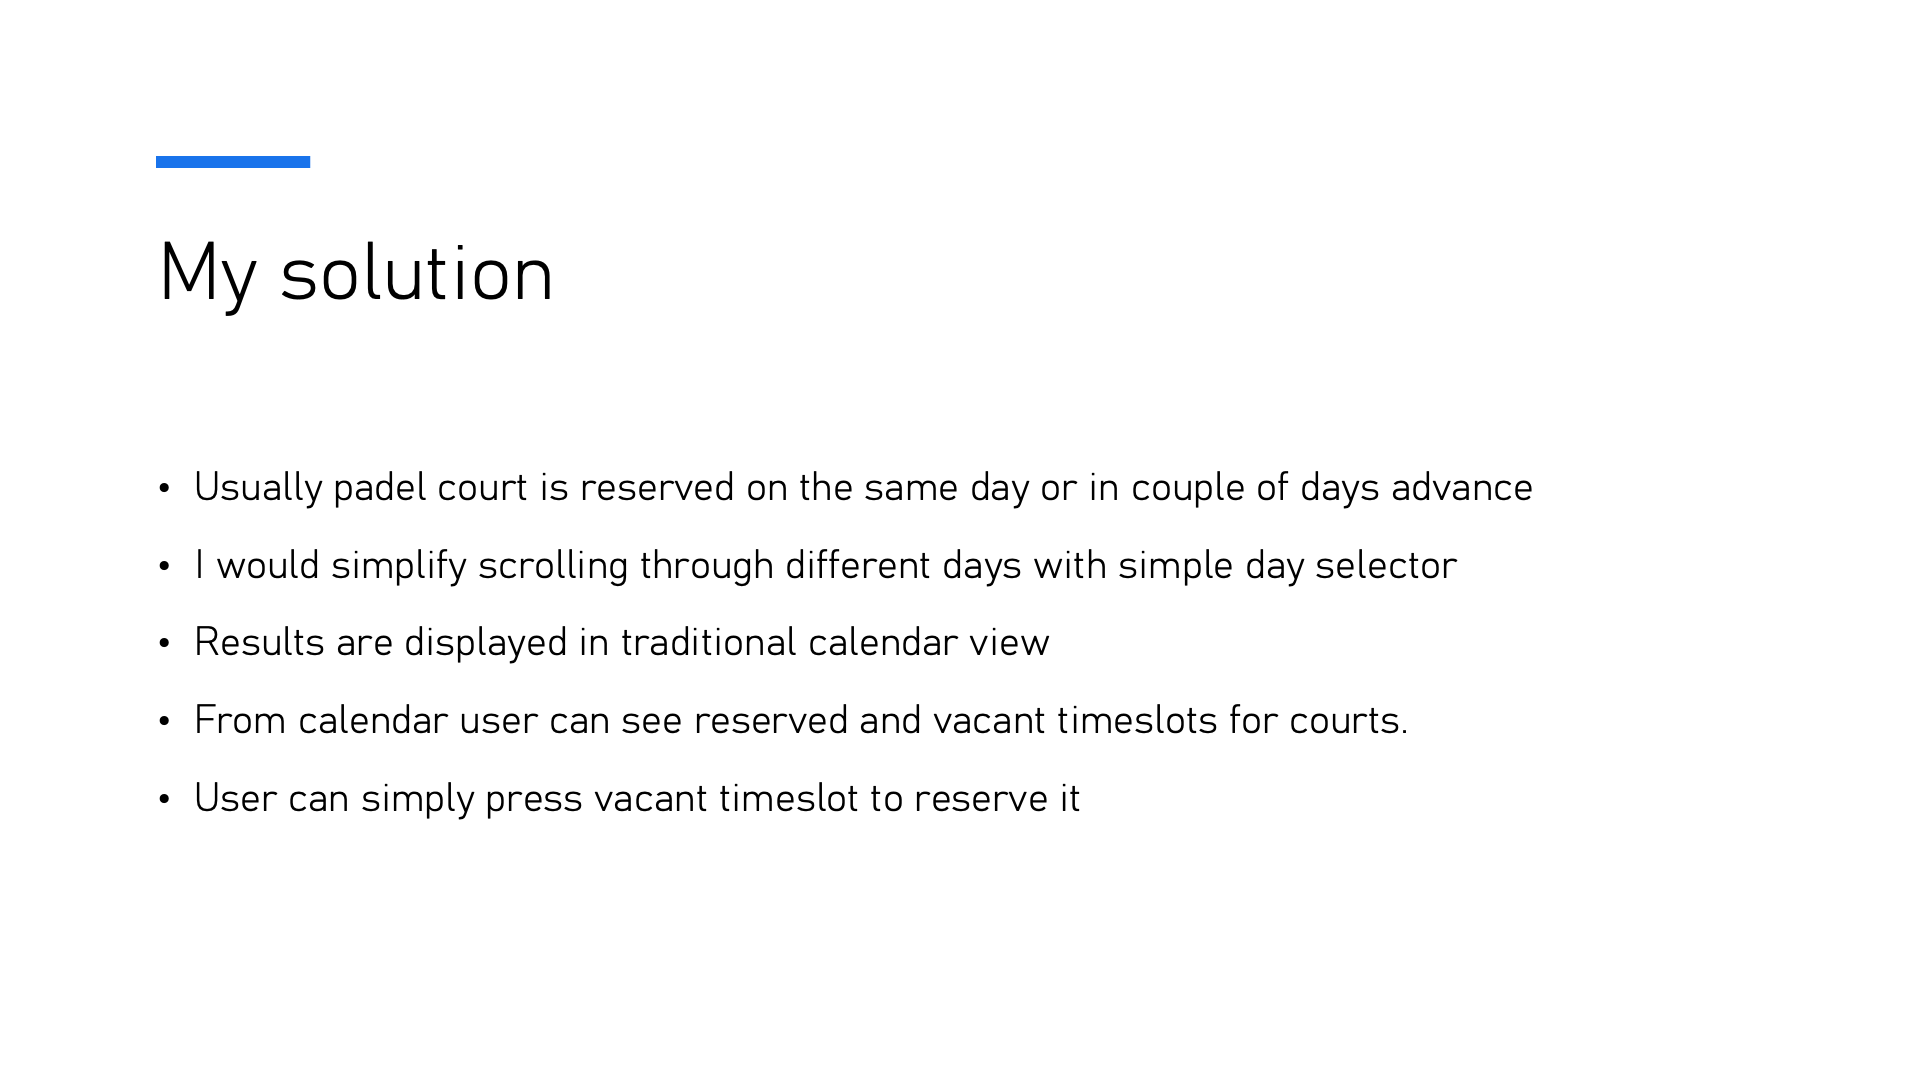 My solution
• Usually padel court is reserved on the same day or in couple of days advance
• I would simplify scrolling through different days with simple day selector
• Results are displayed in traditional calendar view
• From calendar user can see reserved and vacant timeslots for courts.
• User can simply press vacant timeslot to reserve it